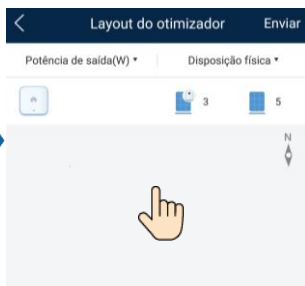 Layout do otimizador Enviar
Potência de saída(W) ▾ Disposição física ▾
3 5
N